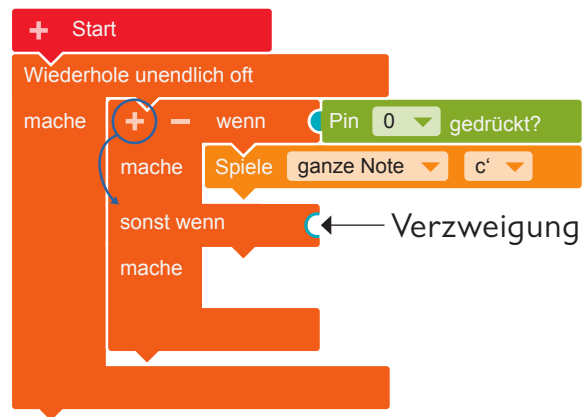 + Start
Wiederhole unendlich oft
mache + – wenn Pin 0 gedrückt?
mache Spiele ganze Note c‘
sonst wenn Verzweigung
mache